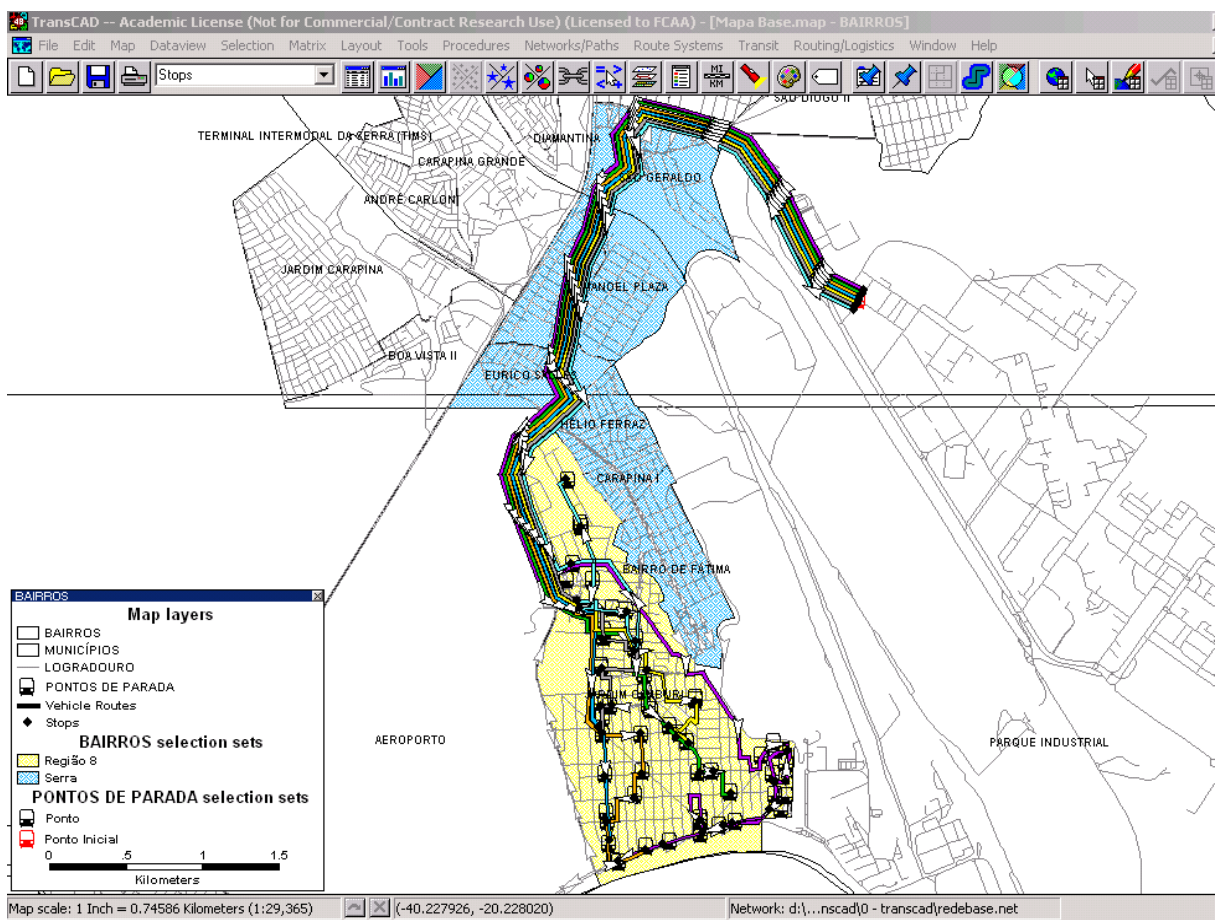 TransCAD -- Academic License (Not for Commercial/Contract Research Use) (Licensed to FCAA) - [Mapa Base.map - BAIRROS]
File Edit Map Dataview Selection Matrix Layout Tools Procedures Networks/Paths Route Systems Transit Routing/Logistics Window Help
Stops
MI
KM
SÃO DIOGO II
TERMINAL INTERMODAL DA SERRA (TIMS)
DIAMANTINA
CARAPINA GRANDE
GERALDO
ANDRÉ CARLONI
JARDIM CARAPINA
MANOEL PLAZA
BOA VISTA II
EURICO SALES
HÉLIO FERRAZ
CARAPINA I
BAIRRO DE FÁTIMA
JARDIM CAMBURI
AEROPORTO
PARQUE INDUSTRIAL
BAIRROS
Map layers
BAIRROS
MUNICÍPIOS
LOGRADOURO
PONTOS DE PARADA
Vehicle Routes
Stops
BAIRROS selection sets
Região 8
Serra
PONTOS DE PARADA selection sets
Ponto
Ponto Inicial
0 .5 1 1.5
Kilometers
Map scale: 1 Inch = 0.74586 Kilometers (1:29,365) (-40.227926, -20.228020) Network: d:\...nscad\0 - transcad\redebase.net